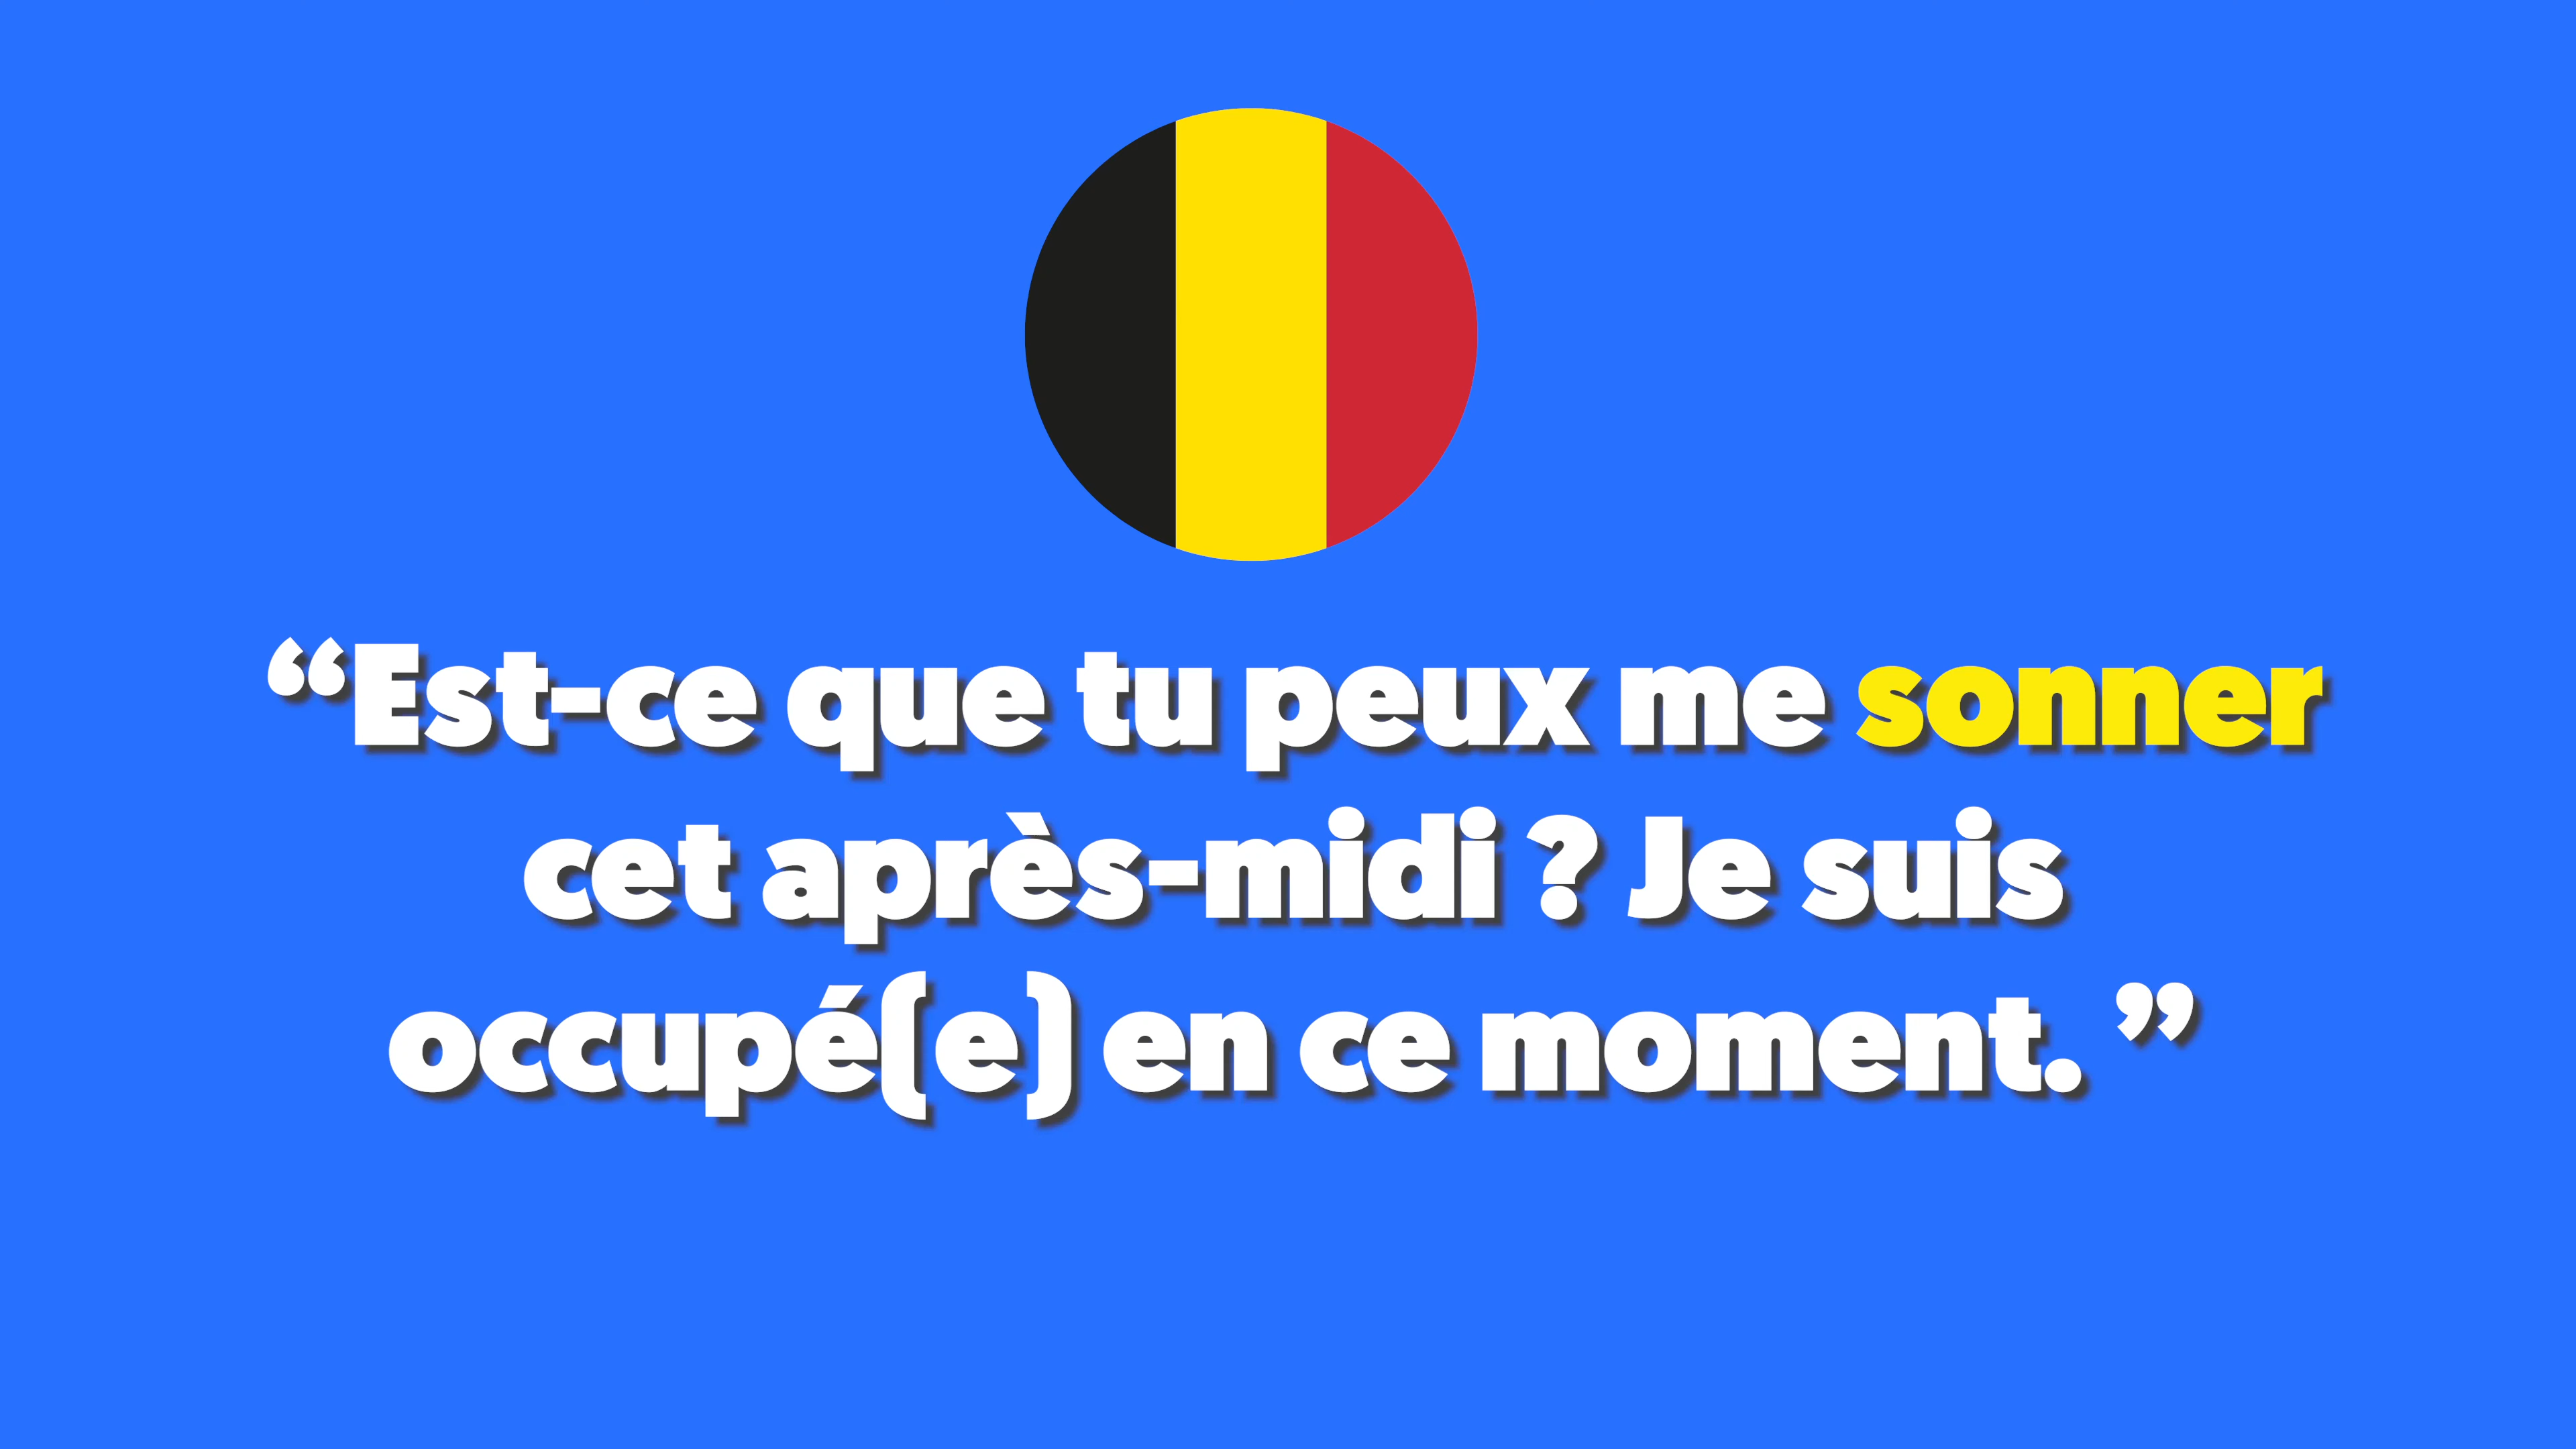 “Est-ce que tu peux me sonner
cet après-midi ? Je suis
occupé(e) en ce moment. ”